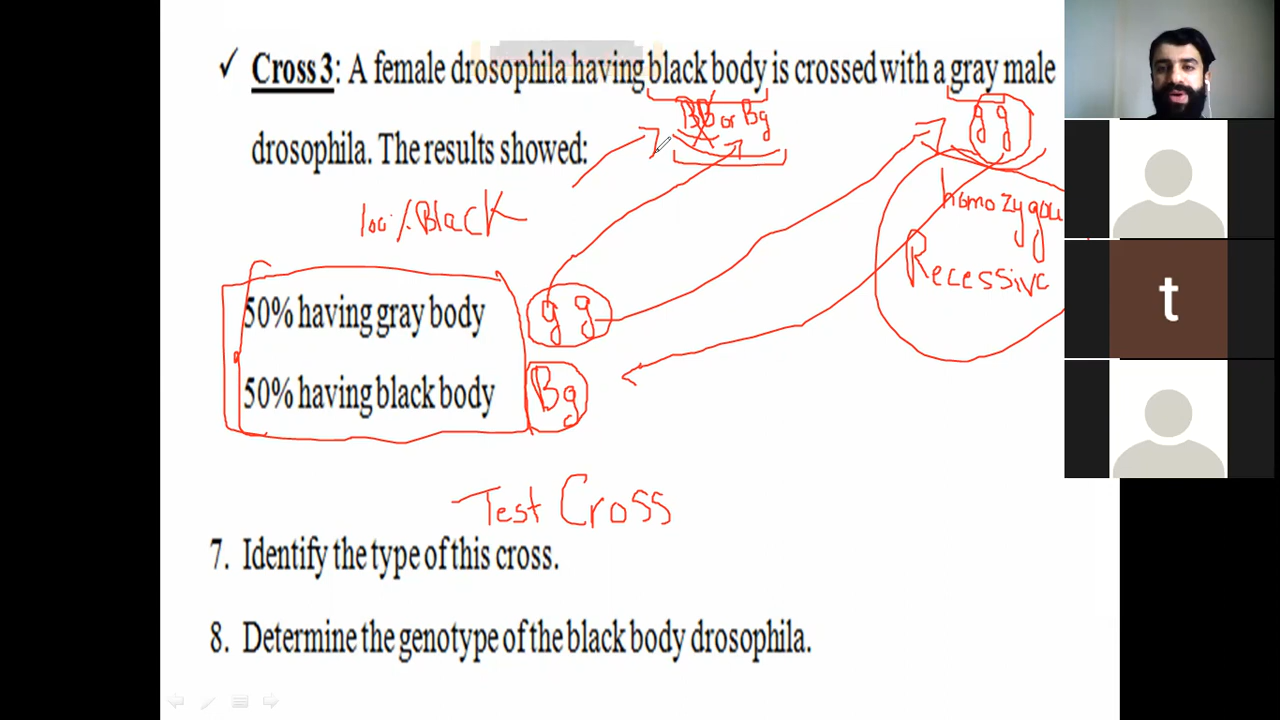 ✓ Cross 3: A female drosophila having black body is crossed with a gray male
BB or Bg
gg
drosophila. The results showed:
homozygou
100% Black
Recessive
50% having gray body
gg
50% having black body
Bg
t
Test Cross
7. Identify the type of this cross.
8. Determine the genotype of the black body drosophila.